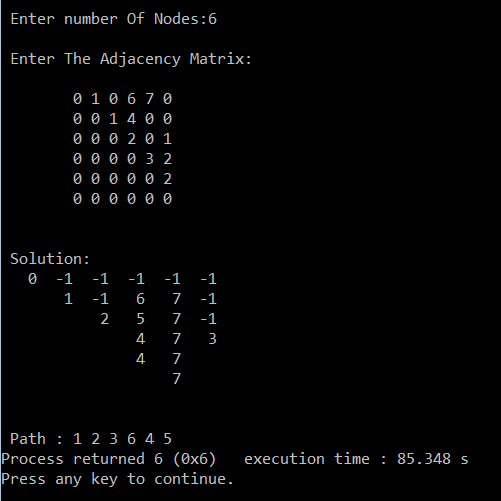 Enter number Of Nodes:6
Enter The Adjacency Matrix:
0 1 0 6 7 0
0 0 1 4 0 0
0 0 0 2 0 1
0 0 0 0 3 2
0 0 0 0 0 2
0 0 0 0 0 0
Solution:
0 -1 -1 -1 -1 -1
1 -1 6 7 -1
2 5 7 -1
4 7 3
4 7
7
Path : 1 2 3 6 4 5
Process returned 6 (0x6) execution time : 85.348 s
Press any key to continue.